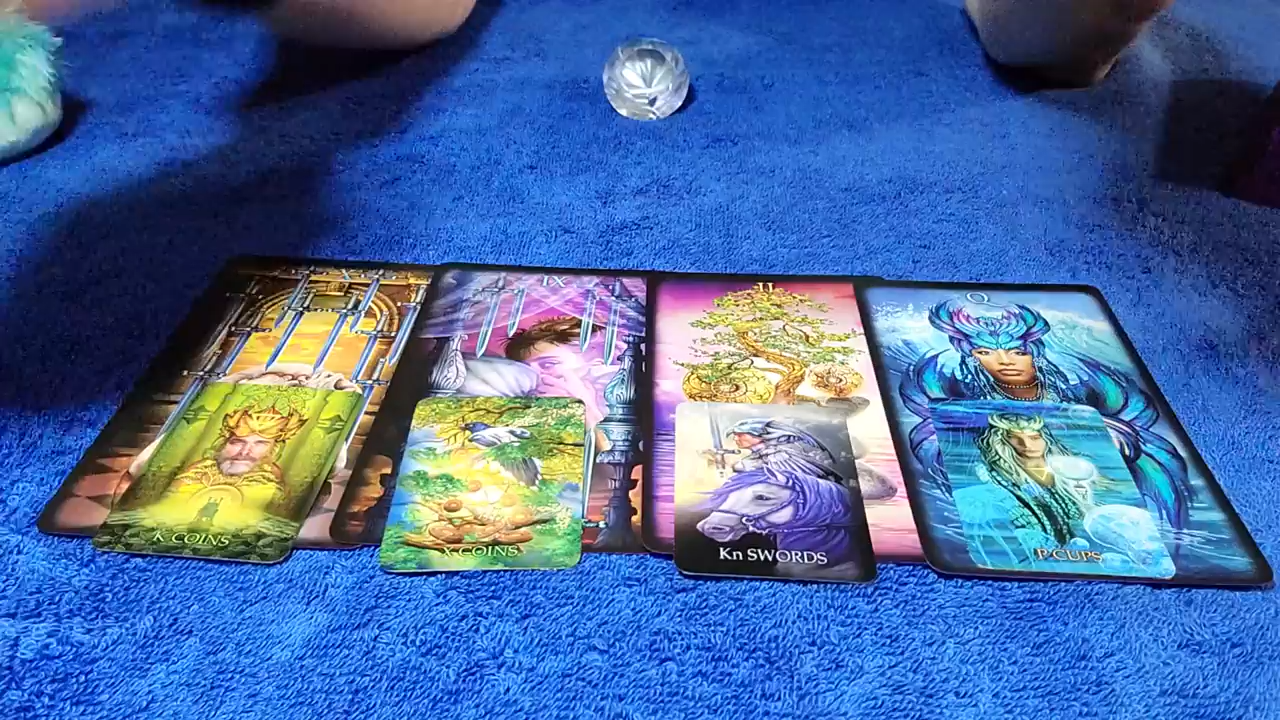 X
IX
II
Q
K COINS
X COINS
Kn SWORDS
P CUPS